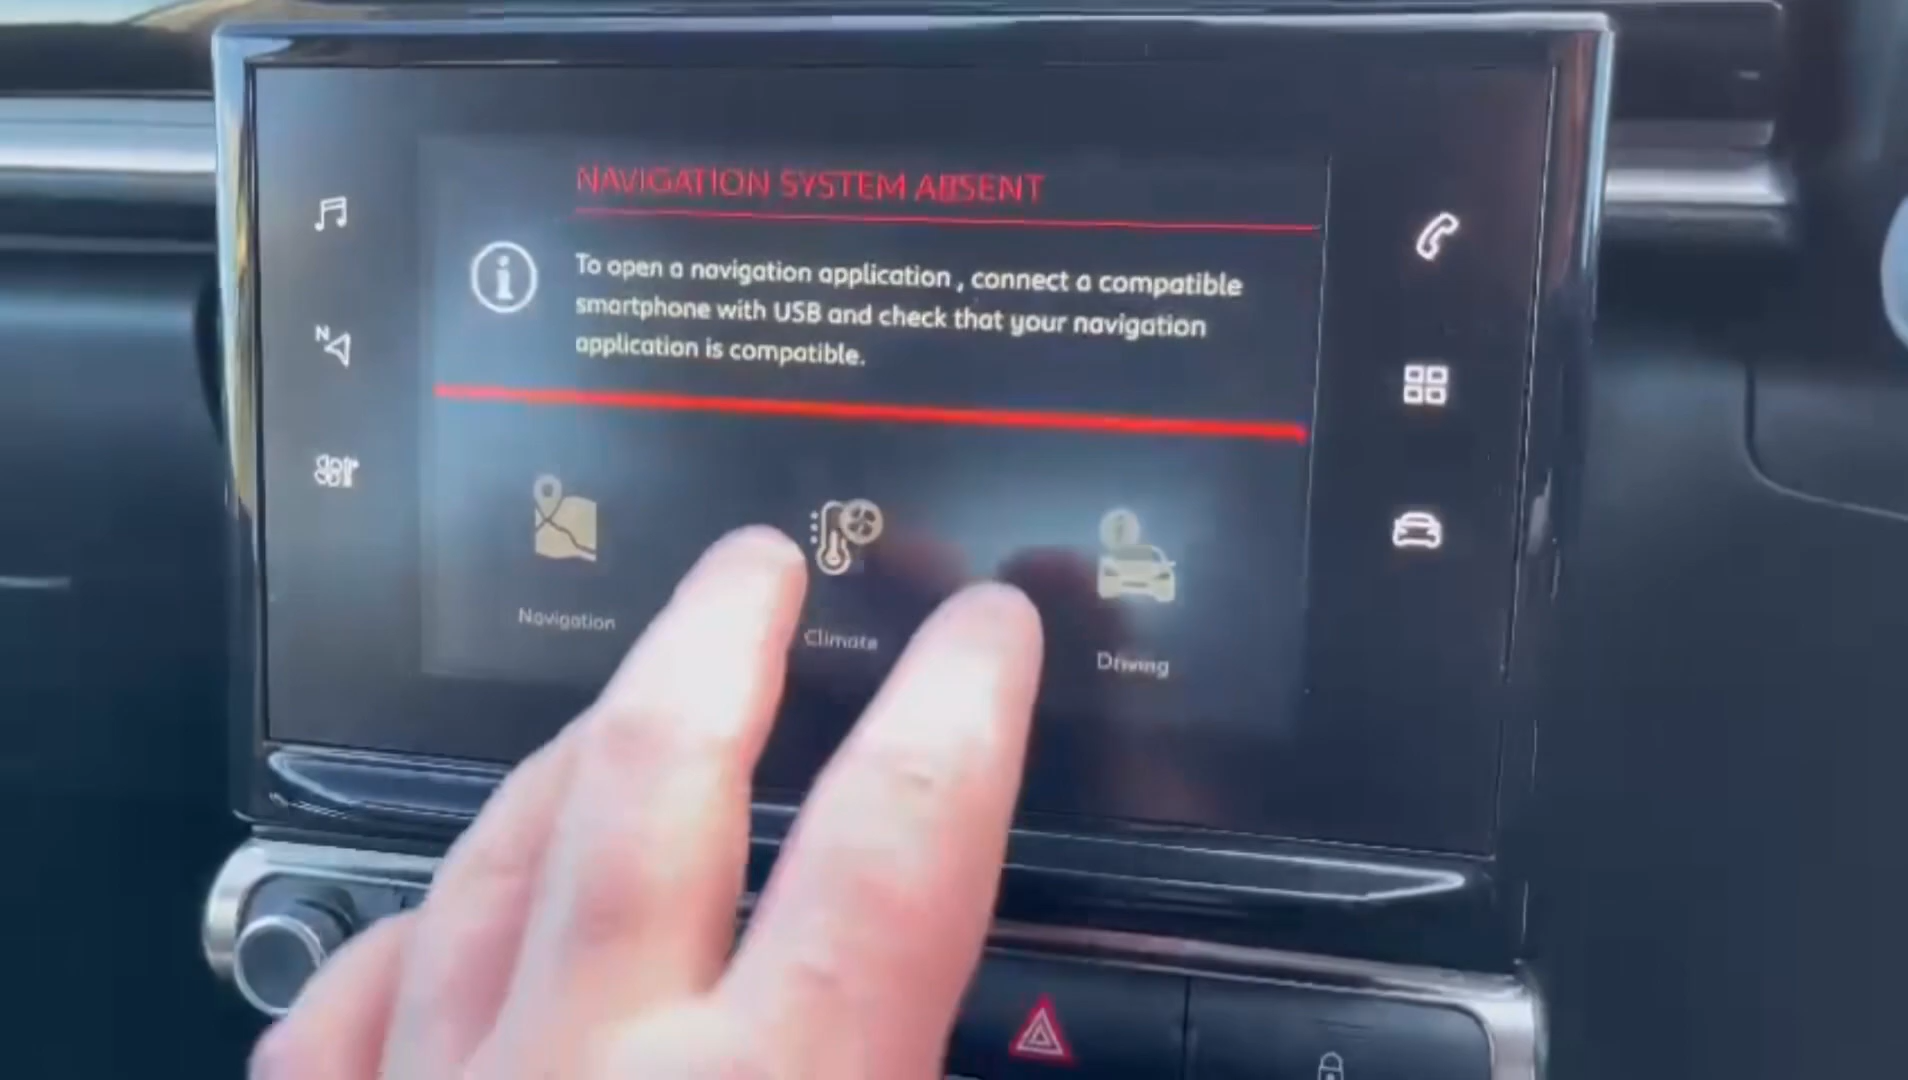 NAVIGATION SYSTEM ABSENT
To open a navigation application , connect a compatible
smartphone with USB and check that your navigation
application is compatible.
N
Navigation
Climate
Driving